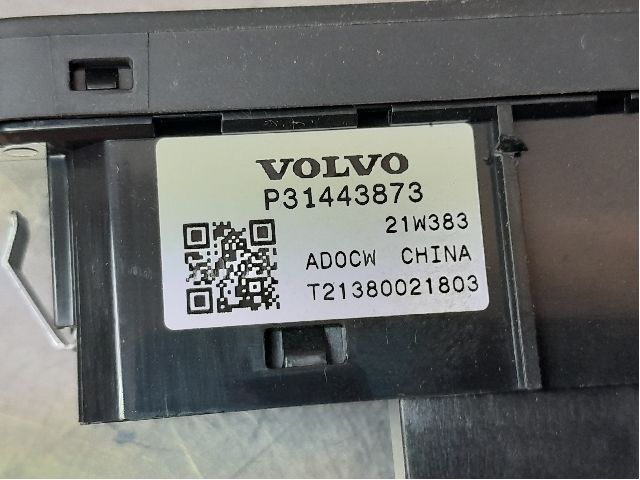 VOLVO
P31443873
21W383
ADOCW CHINA
T21380021803